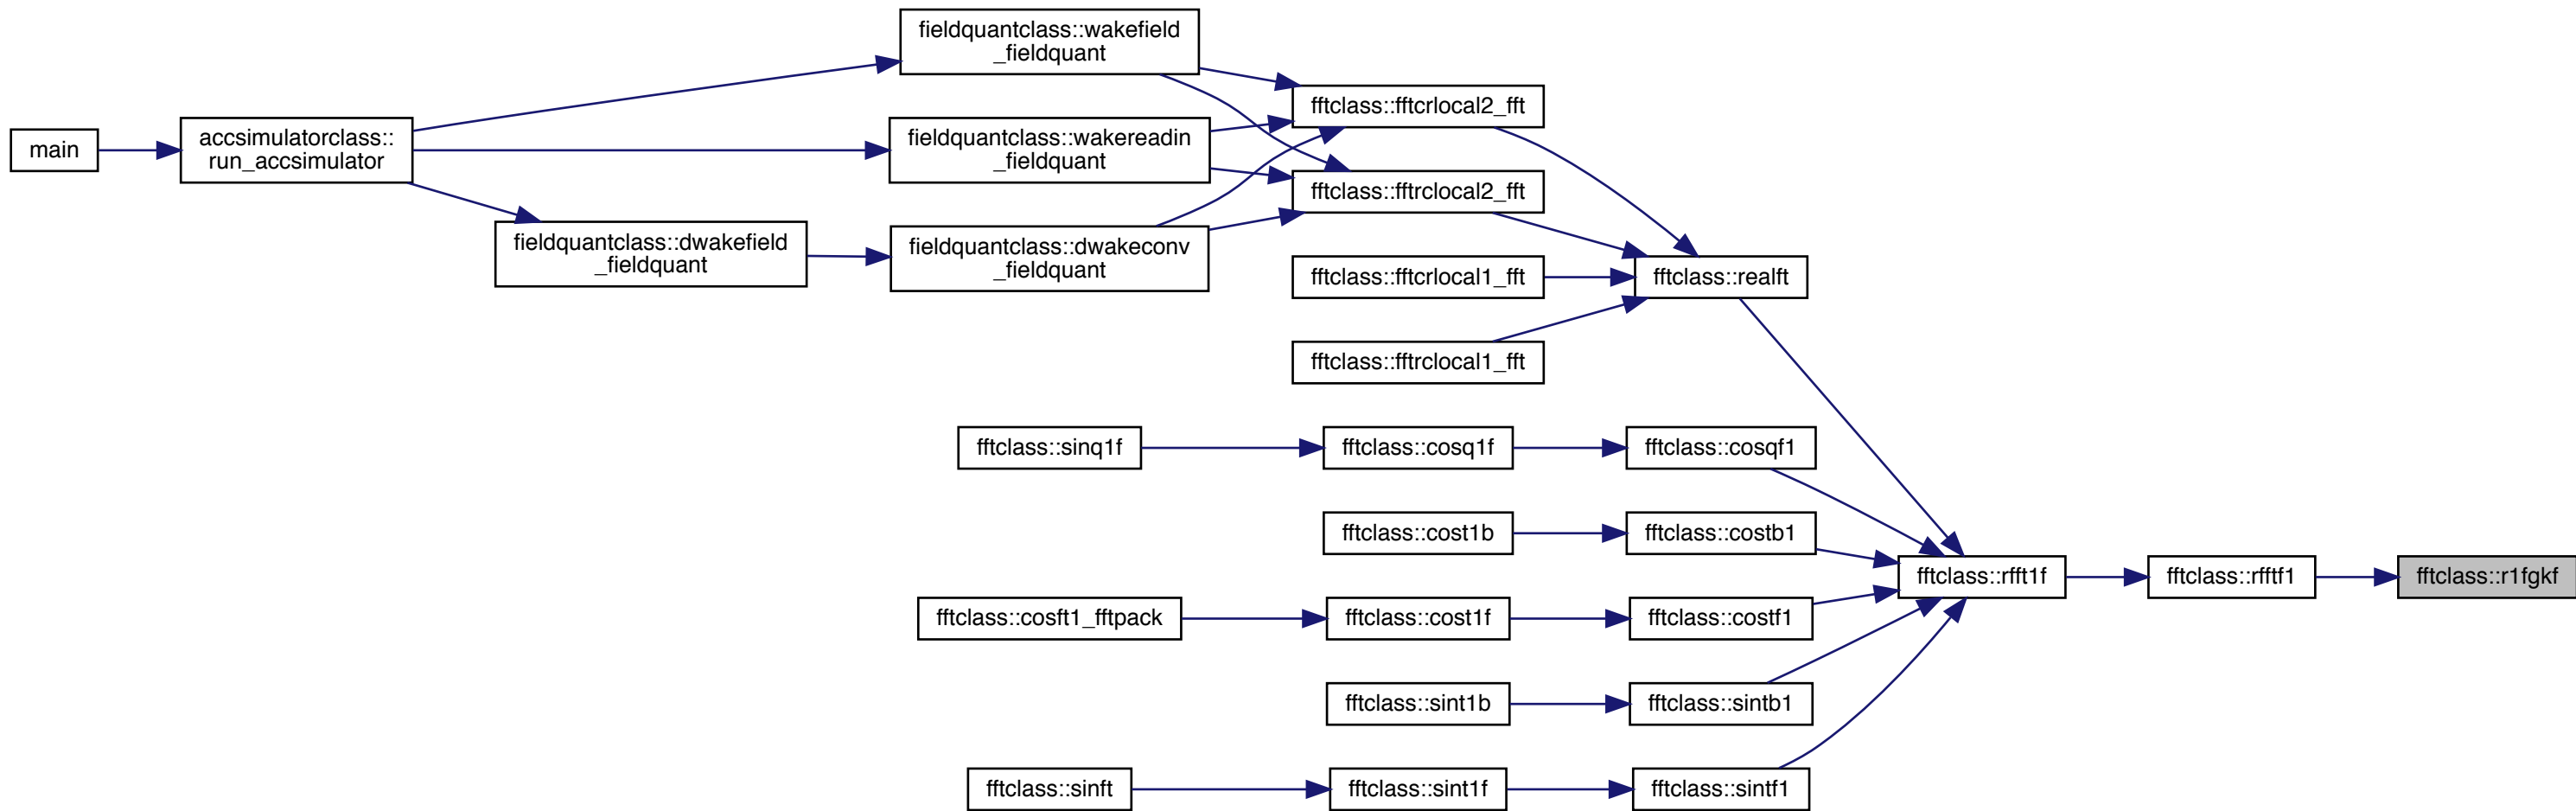 main
accsimulatorclass::
run_accsimulator
fieldquantclass::wakefield
_fieldquant
fieldquantclass::wakereadin
_fieldquant
fieldquantclass::dwakefield
_fieldquant
fieldquantclass::dwakeconv
_fieldquant
fftclass::fftcrlocal2_fft
fftclass::fftrclocal2_fft
fftclass::fftcrlocal1_fft
fftclass::fftrclocal1_fft
fftclass::realft
fftclass::sinq1f
fftclass::cosq1f
fftclass::cosqf1
fftclass::cost1b
fftclass::costb1
fftclass::rfft1f
fftclass::rfftf1
fftclass::r1fgkf
fftclass::cosft1_fftpack
fftclass::cost1f
fftclass::costf1
fftclass::sint1b
fftclass::sintb1
fftclass::sinft
fftclass::sint1f
fftclass::sintf1